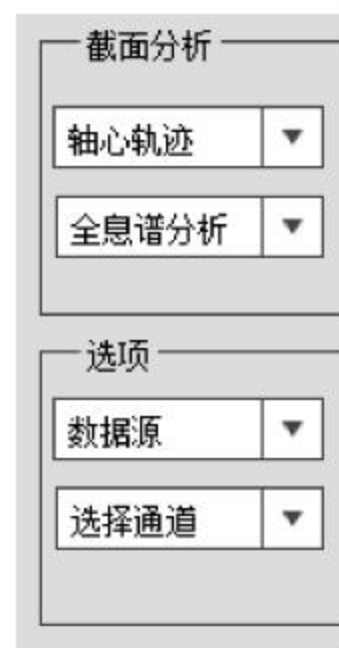 截面分析
轴心轨迹
全息谱分析
选项
数据源
选择通道